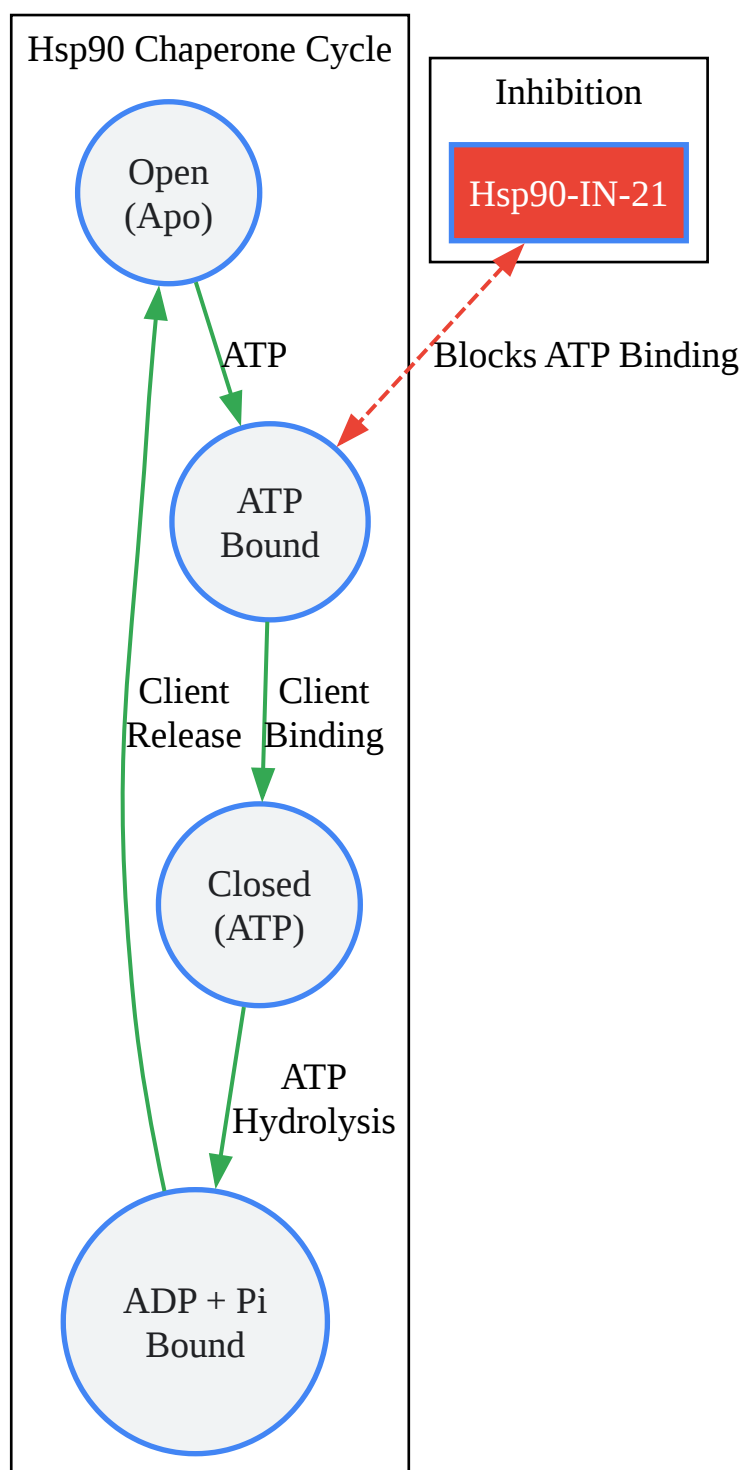 Hsp90 Chaperone Cycle
Inhibition
Open
(Apo)
Hsp90-IN-21
ATP
Blocks ATP Binding
ATP
Bound
Client
Release
Client
Binding
Closed
(ATP)
ATP
Hydrolysis
ADP + Pi
Bound